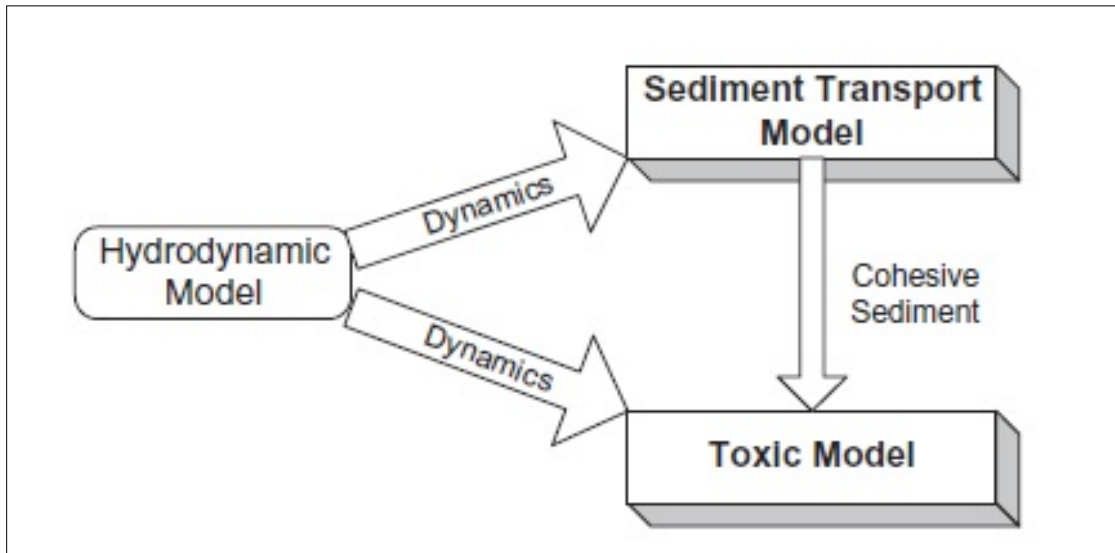 Sediment Transport
Model
Dynamics
Hydrodynamic
Model
Cohesive
Sediment
Dynamics
Toxic Model